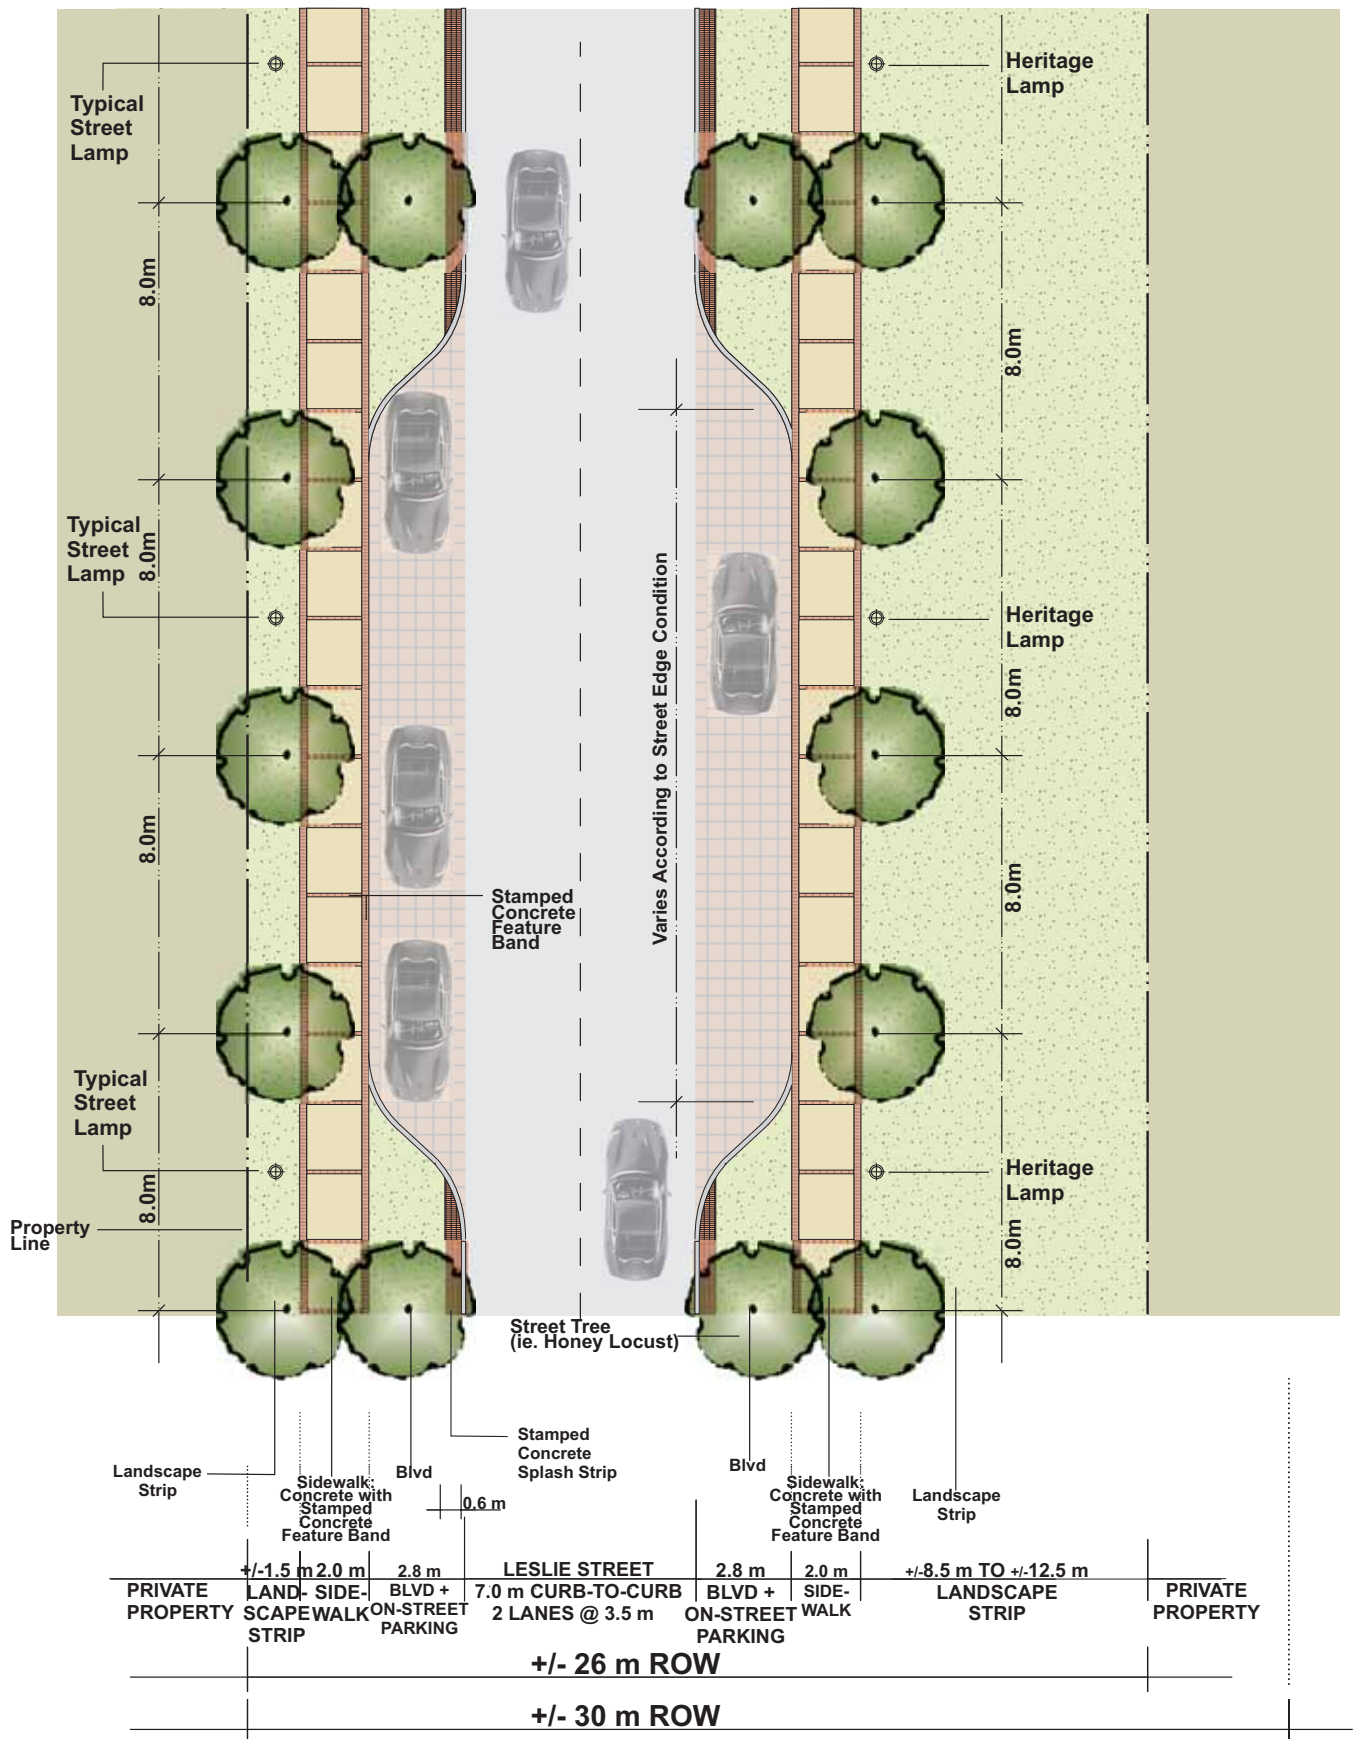 Heritage
Lamp
Typical
Street
Lamp
8.0m
8.0m
Typical
Street
Lamp
8.0m
Varies According to Street Edge Condition
Heritage
Lamp
8.0m
8.0m
8.0m
Stamped
Concrete
Feature
Band
Typical
Street
Lamp
Heritage
Lamp
8.0m
8.0m
Property
Line
Street Tree
(ie. Honey Locust)
Stamped
Concrete
Splash Strip
Landscape
Strip
Sidewalk:
Concrete with
Stamped
Concrete
Feature Band
Blvd
0.6 m
Blvd
Sidewalk:
Concrete with
Stamped
Concrete
Feature Band
Landscape
Strip
PRIVATE
PROPERTY
+/-1.5 m
LAND-
SCAPE
STRIP
2.0 m
SIDE-
WALK
2.8 m
BLVD +
ON-STREET
PARKING
LESLIE STREET
7.0 m CURB-TO-CURB
2 LANES @ 3.5 m
2.8 m
BLVD +
ON-STREET
PARKING
2.0 m
SIDE-
WALK
+/-8.5 m TO +/-12.5 m
LANDSCAPE
STRIP
PRIVATE
PROPERTY
+/- 26 m ROW
+/- 30 m ROW